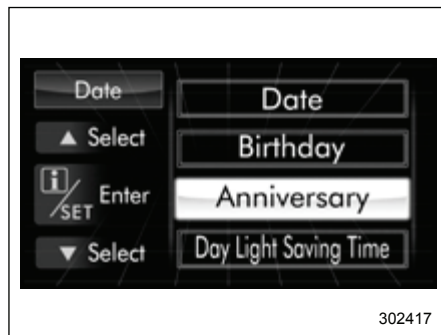 Date
▲ Select
i/SET Enter
▼ Select
Date
Birthday
Anniversary
Day Light Saving Time
302417